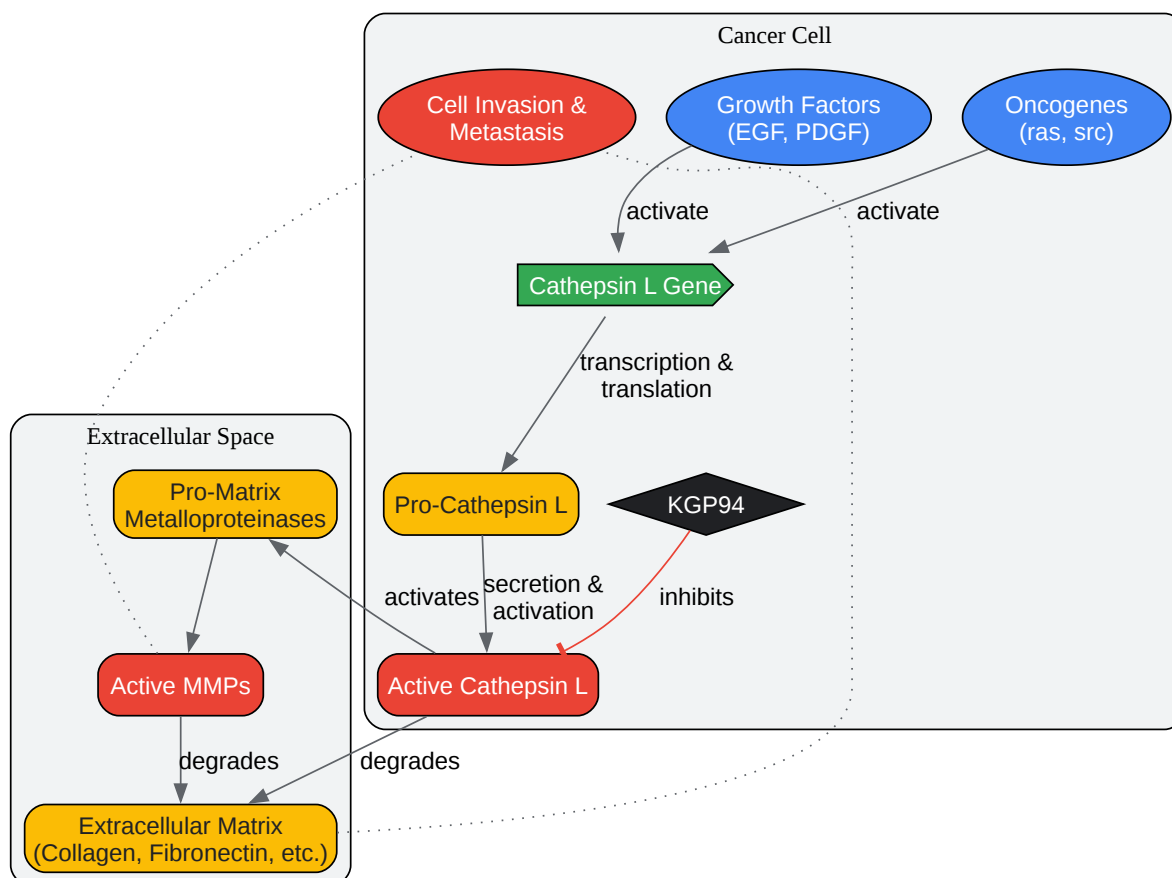 Cancer Cell
Cell Invasion &
Metastasis
Growth Factors
(EGF, PDGF)
Oncogenes
(ras, src)
activate
activate
Cathepsin L Gene
transcription &
translation
Extracellular Space
Pro-Matrix
Metalloproteinases
Pro-Cathepsin L
KGP94
activates
secretion &
activation
inhibits
Active MMPs
Active Cathepsin L
degrades
degrades
Extracellular Matrix
(Collagen, Fibronectin, etc.)